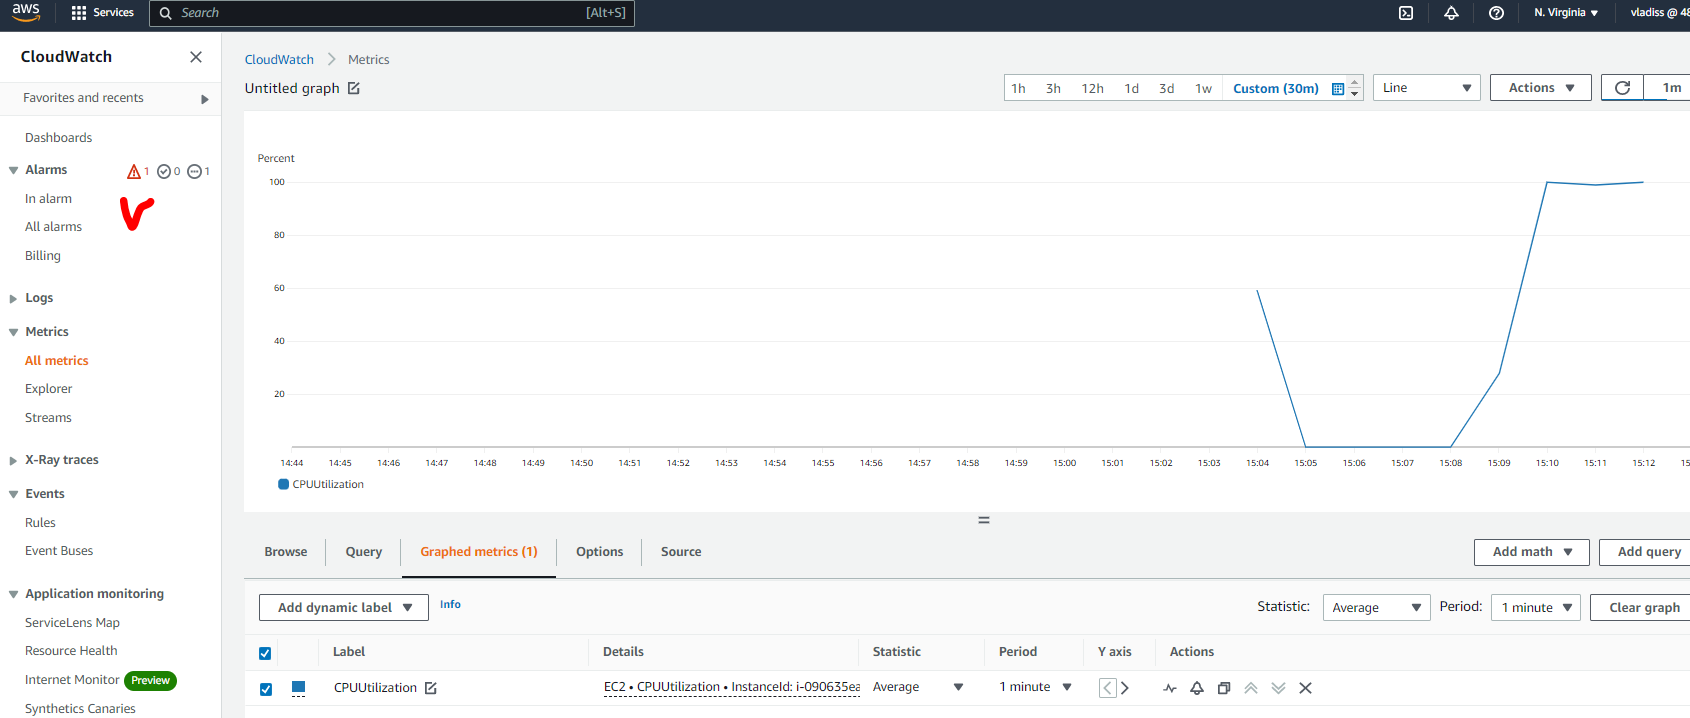 aws Services Search [Alt+S] N. Virginia vladiss @ 48
CloudWatch
Favorites and recents
Dashboards
Alarms 1 0 1
In alarm
All alarms
Billing
Logs
Metrics
All metrics
Explorer
Streams
X-Ray traces
Events
Rules
Event Buses
Application monitoring
ServiceLens Map
Resource Health
Internet Monitor Preview
Synthetics Canaries
CloudWatch Metrics
Untitled graph
1h 3h 12h 1d 3d 1w Custom (30m) Line Actions 1m
Percent
100
80
60
40
20
14:44 14:45 14:46 14:47 14:48 14:49 14:50 14:51 14:52 14:53 14:54 14:55 14:56 14:57 14:58 14:59 15:00 15:01 15:02 15:03 15:04 15:05 15:06 15:07 15:08 15:09 15:10 15:11 15:12
CPUUtilization
Browse Query Graphed metrics (1) Options Source Add math Add query
Add dynamic label Info Statistic: Average Period: 1 minute Clear graph
Label Details Statistic Period Y axis Actions
CPUUtilization EC2 • CPUUtilization • InstanceId: i-090635ea Average 1 minute